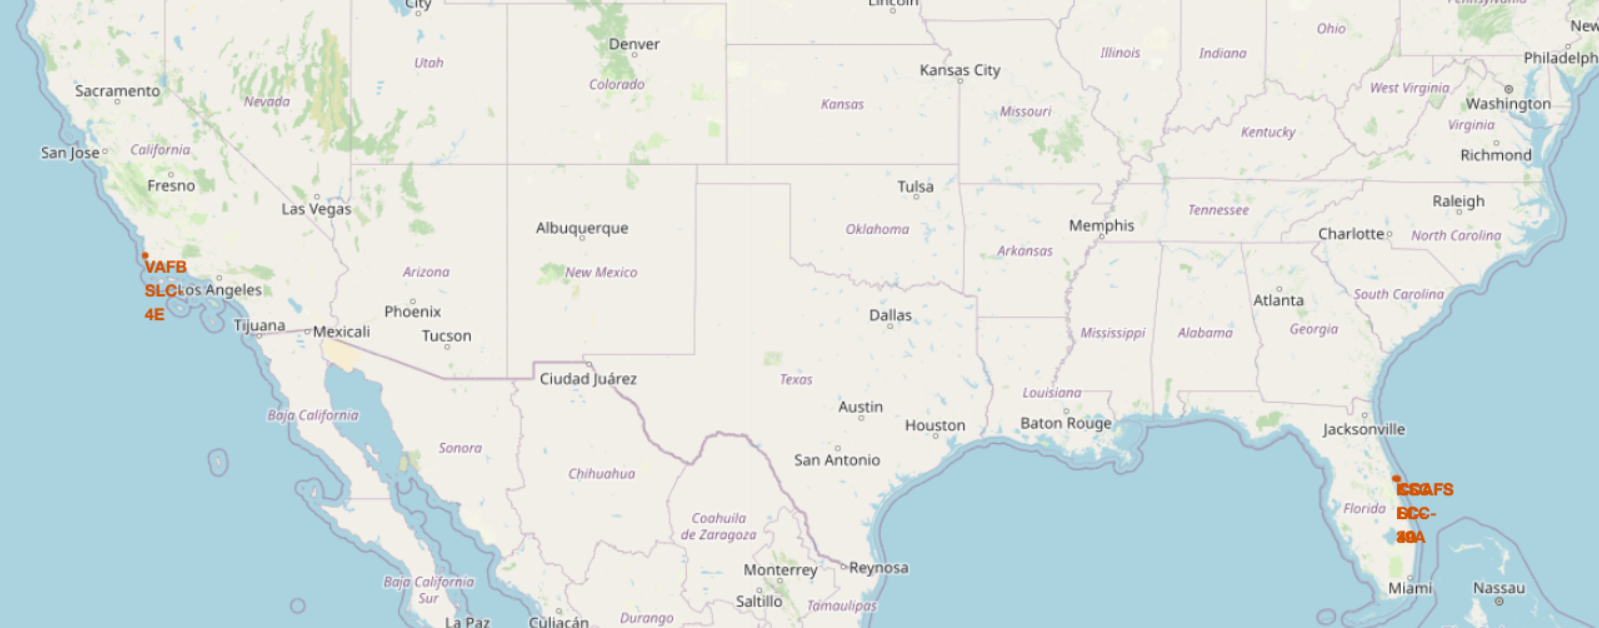 City
Lincoln
Pennsylvania
New
Denver
Utah
Colorado
Illinois
Indiana
Ohio
Philadelph
Kansas City
Sacramento
Nevada
Kansas
Missouri
West Virginia
Washington
Virginia
Kentucky
San Jose
California
Richmond
Fresno
Tulsa
Las Vegas
Raleigh
Tennessee
Albuquerque
Oklahoma
Memphis
Charlotte
North Carolina
Arkansas
VAFB
SLC-
4E
Los Angeles
Arizona
New Mexico
South Carolina
Atlanta
Phoenix
Dallas
Tijuana
Mexicali
Tucson
Mississippi
Alabama
Georgia
Ciudad Juárez
Texas
Louisiana
Austin
Baja California
Houston
Baton Rouge
Jacksonville
Sonora
San Antonio
Chihuahua
Florida
Coahuila
de Zaragoza
Monterrey
Reynosa
Baja California
Sur
Miami
Nassau
Saltillo
Tamaulipas
Durango
La Paz
Culiacán